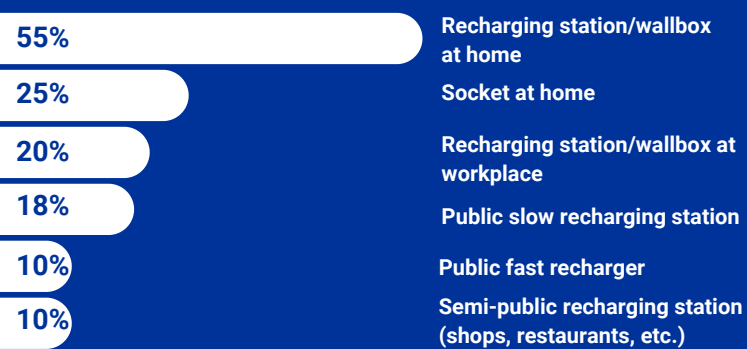 55%
Recharging station/wallbox
at home
25%
Socket at home
20%
Recharging station/wallbox at
workplace
18%
Public slow recharging station
10%
Public fast recharger
10%
Semi-public recharging station
(shops, restaurants, etc.)